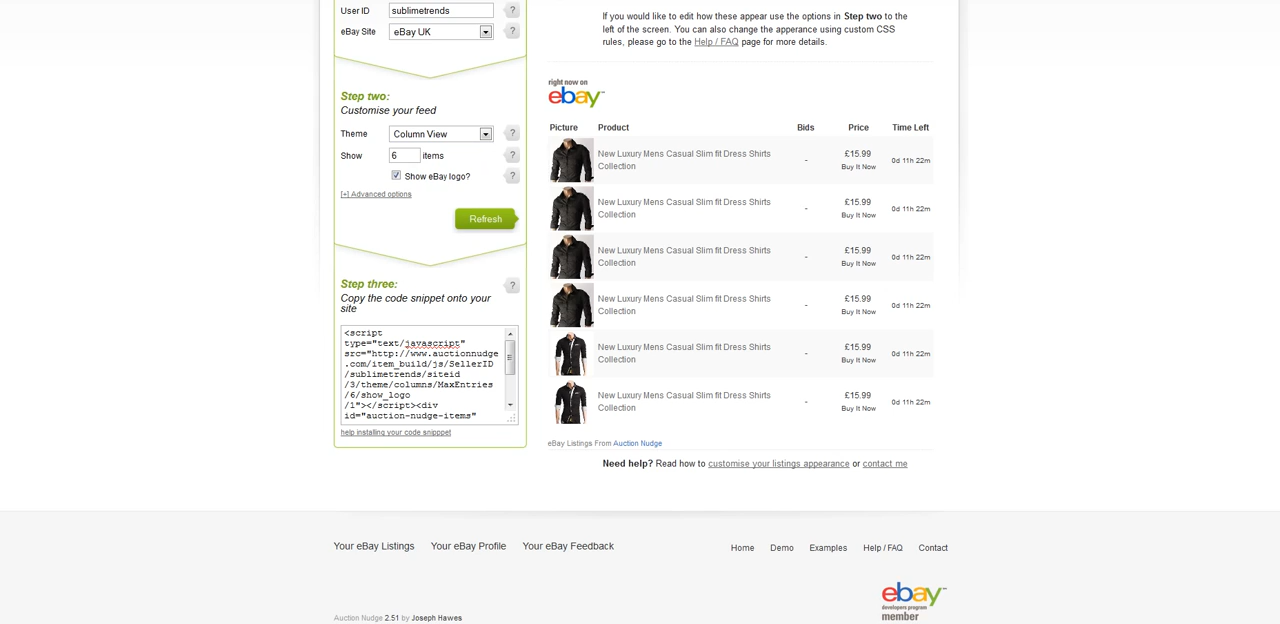 User ID sublimetrends ?
eBay Site eBay UK ?
Step two:
Customise your feed
Theme Column View ?
Show 6 items ?
Show eBay logo? ?
[+] Advanced options
Refresh
Step three: ?
Copy the code snippet onto your
site
<script
type="text/javascript"
src="http://www.auctionnudge
.com/item_build/js/SellerID
/sublimetrends/siteid
/3/theme/columns/MaxEntries
/6/show_logo
/1"></script><div
id="auction-nudge-items"
help installing your code snipppet
If you would like to edit how these appear use the options in Step two to the
left of the screen. You can also change the apperance using custom CSS
rules, please go to the Help / FAQ page for more details.
right now on
ebay™
Picture Product Bids Price Time Left
New Luxury Mens Casual Slim fit Dress Shirts
Collection
- £15.99
Buy It Now
0d 11h 22m
New Luxury Mens Casual Slim fit Dress Shirts
Collection
- £15.99
Buy It Now
0d 11h 22m
New Luxury Mens Casual Slim fit Dress Shirts
Collection
- £15.99
Buy It Now
0d 11h 22m
New Luxury Mens Casual Slim fit Dress Shirts
Collection
- £15.99
Buy It Now
0d 11h 22m
New Luxury Mens Casual Slim fit Dress Shirts
Collection
- £15.99
Buy It Now
0d 11h 22m
New Luxury Mens Casual Slim fit Dress Shirts
Collection
- £15.99
Buy It Now
0d 11h 22m
eBay Listings From Auction Nudge
Need help? Read how to customise your listings appearance or contact me
Your eBay Listings Your eBay Profile Your eBay Feedback
Home Demo Examples Help / FAQ Contact
ebay™
developers program
member
Auction Nudge 2.51 by Joseph Hawes